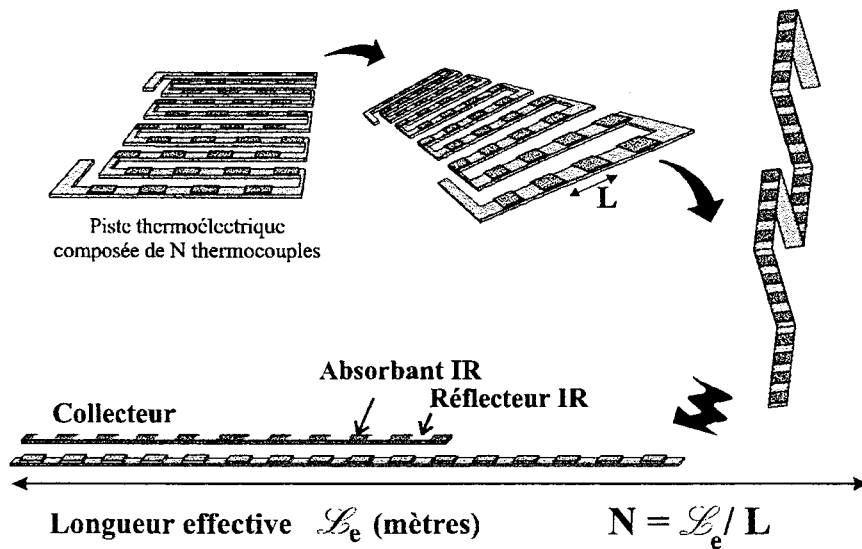 L
Piste thermoélectrique
composée de N thermocouples
Absorbant IR
Réflecteur IR
Collecteur
Longueur effective ℒe (mètres)
N = ℒe / L